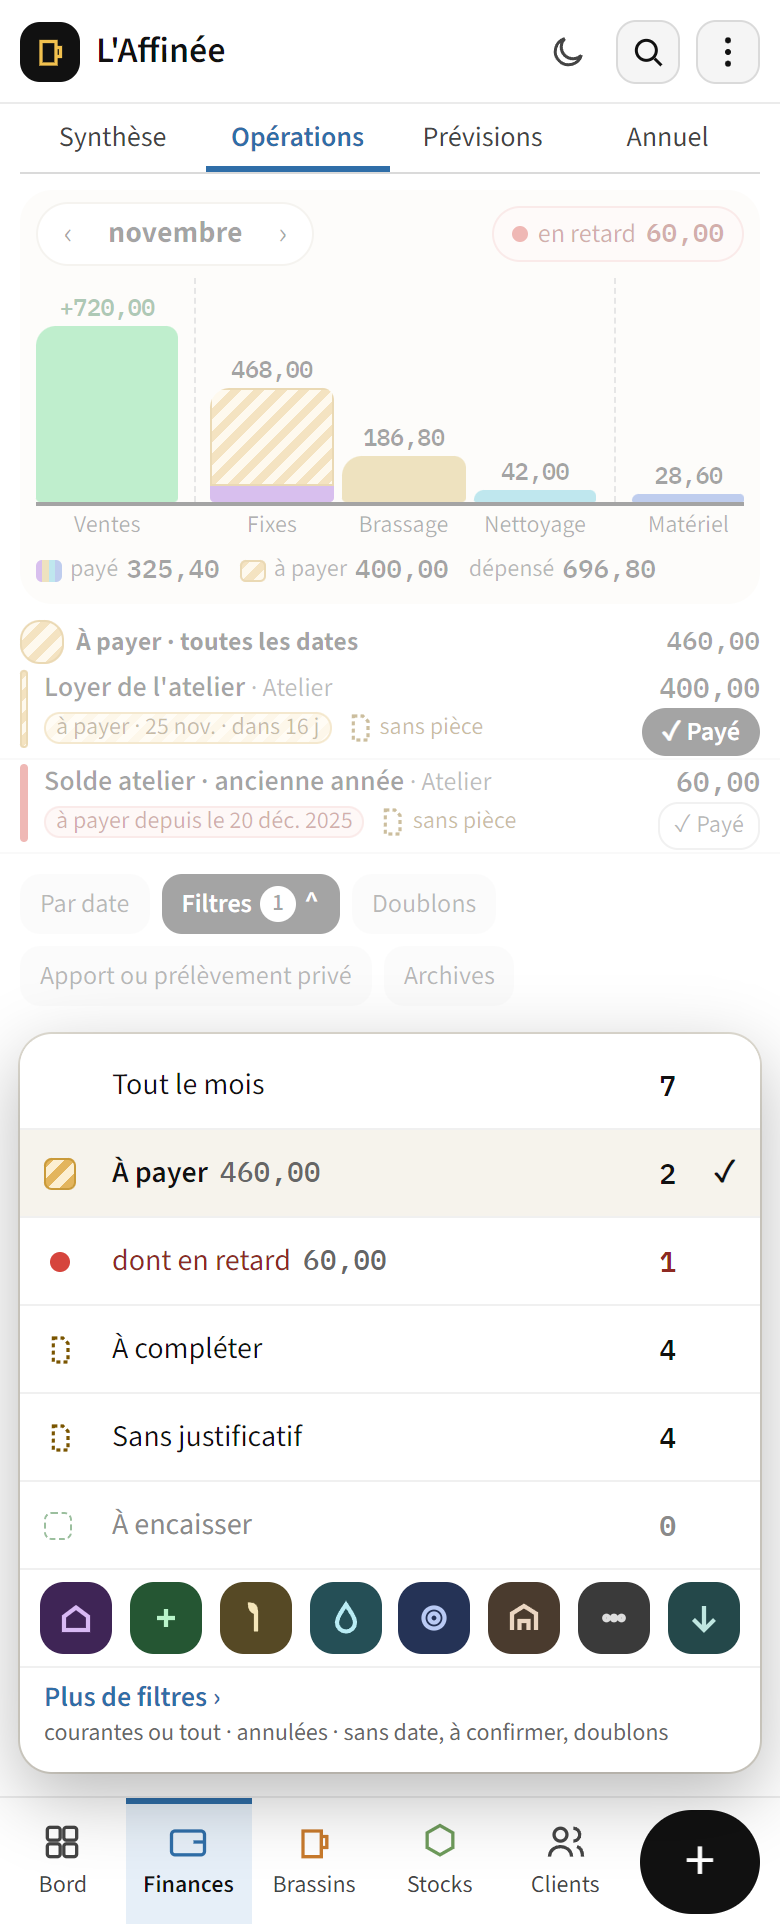 L'Affinée
Synthèse Opérations Prévisions Annuel
‹ novembre › en retard 60,00
+720,00
468,00
186,80
42,00
28,60
Ventes Fixes Brassage Nettoyage Matériel
payé 325,40 à payer 400,00 dépensé 696,80
À payer · toutes les dates 460,00
Loyer de l'atelier · Atelier 400,00
à payer · 25 nov. · dans 16 j sans pièce ✓ Payé
Solde atelier · ancienne année · Atelier 60,00
à payer depuis le 20 déc. 2025 sans pièce ✓ Payé
Par date Filtres 1 ^ Doublons
Apport ou prélèvement privé Archives
Tout le mois 7
À payer 460,00 2 ✓
dont en retard 60,00 1
À compléter 4
Sans justificatif 4
À encaisser 0
Plus de filtres ›
courantes ou tout · annulées · sans date, à confirmer, doublons
Bord Finances Brassins Stocks Clients +